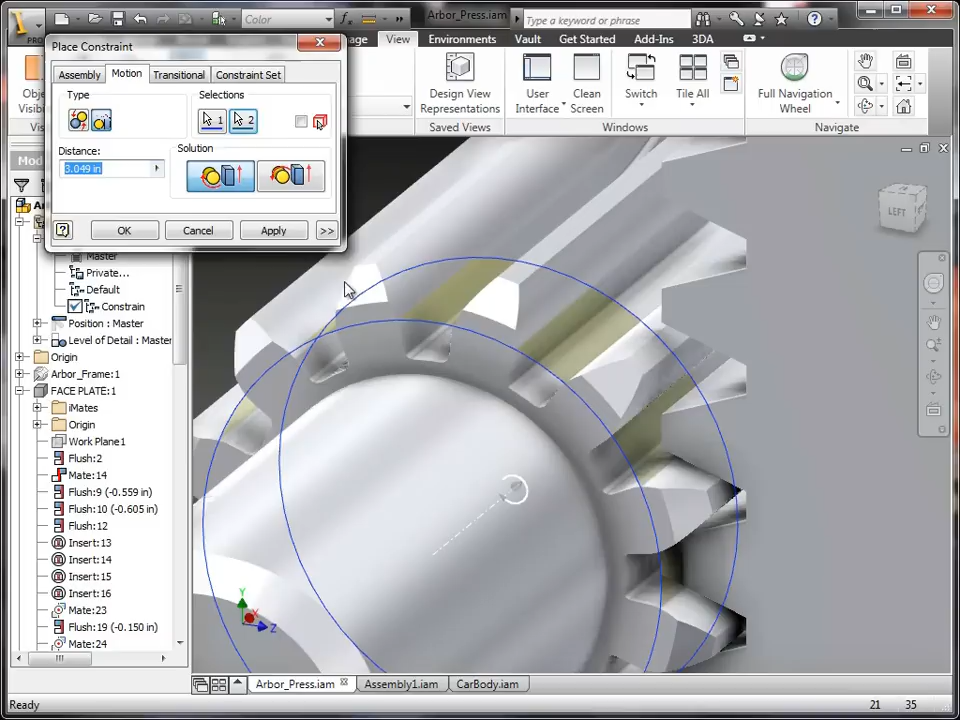 Color
Arbor_Press.iam
Type a keyword or phrase
Place Constraint
View
Environments
Vault
Get Started
Add-Ins
3DA
Assembly
Motion
Transitional
Constraint Set
Type
Selections
1
2
Distance:
Solution
3.049 in
OK
Cancel
Apply
>>
Design View
Representations
User
Interface
Clean
Screen
Switch
Tile All
Full Navigation
Wheel
Saved Views
Windows
Navigate
LEFT
Master
Private...
Default
Constrain
Position : Master
Level of Detail : Master
Origin
Arbor_Frame:1
FACE PLATE:1
iMates
Origin
Work Plane1
Flush:2
Mate:14
Flush:9 (-0.559 in)
Flush:10 (-0.605 in)
Flush:12
Insert:13
Insert:14
Insert:15
Insert:16
Mate:23
Flush:19 (-0.150 in)
Mate:24
Y
X
Z
Arbor_Press.iam
Assembly1.iam
CarBody.iam
Ready
21
35